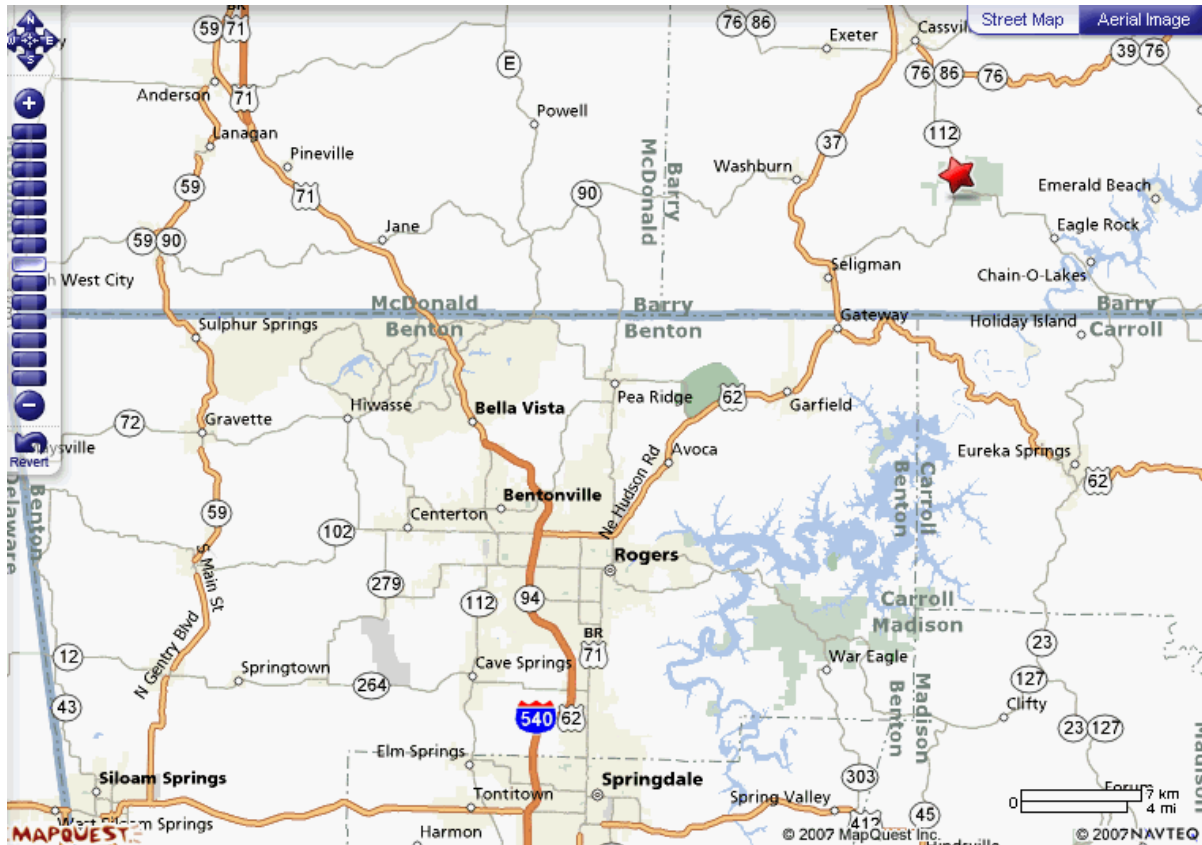 BR
59
71
76
86
Exeter
Street Map
Aerial Image
N
E
S
E
39
76
76
86
76
Anderson
71
Powell
Lanagan
112
37
Pineville
McDonald
Barry
Washburn
59
71
90
Emerald Beach
Jane
59
90
Eagle Rock
West City
Seligman
Chain-O-Lakes
McDonald
Benton
Barry
Benton
Barry
Carroll
Sulphur Springs
Gateway
Holiday Island
Pea Ridge
62
Garfield
Hiwasse
Bella Vista
72
Gravette
Avoca
Revert
Eureka Springs
62
Ne Hudson Rd
Carroll
Benton
Delaware
Benton
Bentonville
59
Centerton
102
Rogers
S Main St
279
94
112
Carroll
Madison
N Gentry Blvd
BR
71
23
12
Springtown
Cave Springs
War Eagle
264
127
43
Madison
Benton
Clifty
540
62
23
127
Elm Springs
Siloam Springs
Springdale
303
Tontitown
Spring Valley
7 km
0
4 mi
West Siloam Springs
45
412
Harmon
MAPQUEST
© 2007 MapQuest Inc.
© 2007 NAVTEQ